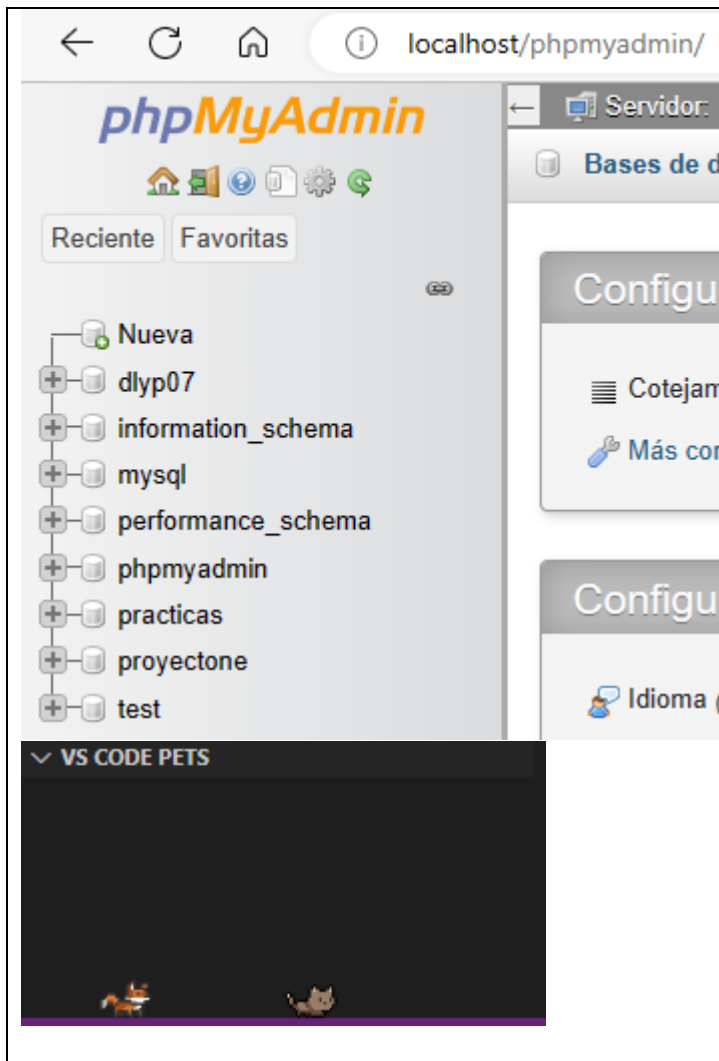 localhost/phpmyadmin/
phpMyAdmin
Servidor:
Bases de d
Reciente Favoritas
Nueva
dlyp07
information_schema
mysql
performance_schema
phpmyadmin
practicas
proyectone
test
Configu
Cotejam
Más con
Configu
Idioma (
VS CODE PETS